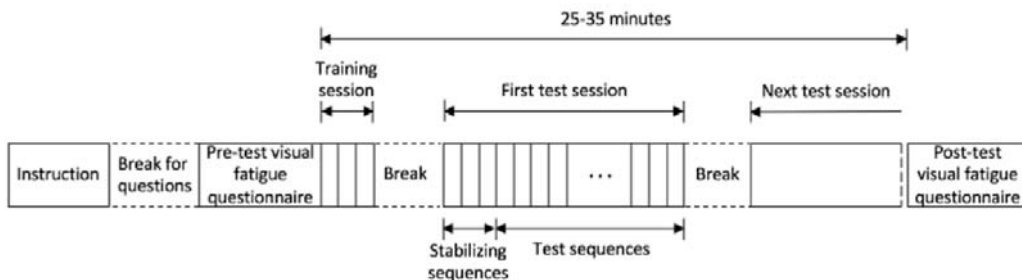 25-35 minutes
Training
session
First test session
Next test session
Instruction
Break for
questions
Pre-test visual
fatigue
questionnaire
Break
...
Break
Post-test
visual fatigue
questionnaire
Stabilizing
sequences
Test sequences